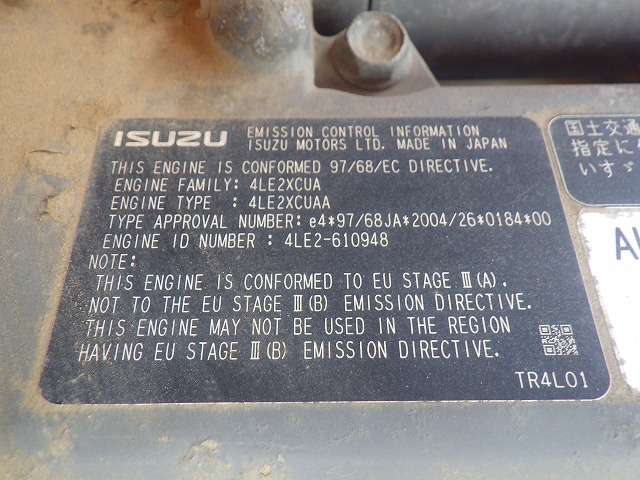 ISUZU EMISSION CONTROL INFORMATION
ISUZU MOTORS LTD. MADE IN JAPAN
THIS ENGINE IS CONFORMED 97/68/EC DIRECTIVE.
ENGINE FAMILY: 4LE2XCUA
ENGINE TYPE : 4LE2XCUAA
TYPE APPROVAL NUMBER: e4*97/68JA*2004/26*0184*00
ENGINE ID NUMBER : 4LE2-610948
NOTE:
THIS ENGINE IS CONFORMED TO EU STAGE Ⅲ(A).
NOT TO THE EU STAGE Ⅲ(B) EMISSION DIRECTIVE.
THIS ENGINE MAY NOT BE USED IN THE REGION
HAVING EU STAGE Ⅲ(B) EMISSION DIRECTIVE.
TR4L01
国土交通
指定に
いすゞ